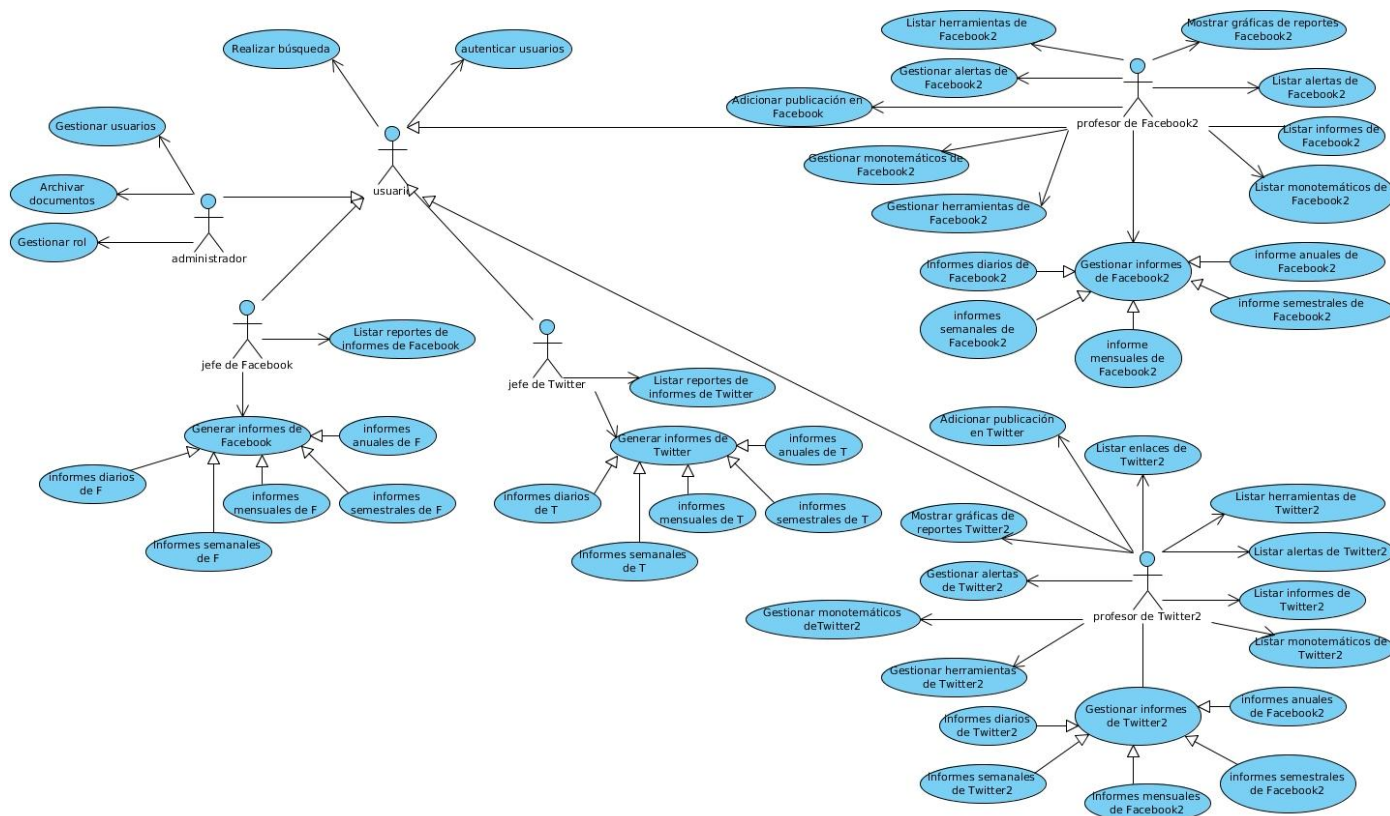 Listar herramientas de
Facebook2
Mostrar gráficas de reportes
Facebook2
Realizar búsqueda
autenticar usuarios
Gestionar alertas de
Facebook2
Listar alertas de
Facebook2
Adicionar publicación en
Facebook
profesor de Facebook2
Gestionar usuarios
Listar informes de
Facebook2
Gestionar monotemáticos de
Facebook2
Listar monotemáticos de
Facebook2
usuario
Archivar
documentos
Gestionar herramientas de
Facebook2
Gestionar rol
administrador
Informes diarios de
Facebook2
Gestionar informes
de Facebook2
informe anuales de
Facebook2
informes
semanales de
Facebook2
informe semestrales de
Facebook2
informe
mensuales de
Facebook2
Listar reportes de
informes de Facebook
jefe de Facebook
jefe de Twitter
Listar reportes de
informes de Twitter
Generar informes de
Facebook
informes
anuales de F
informes diarios
de F
informes
mensuales de F
informes
semestrales de F
Informes semanales
de F
Generar informes de
Twitter
informes
anuales de T
informes diarios
de T
informes
mensuales de T
informes
semestrales de T
Informes semanales
de T
Adicionar publicación
en Twitter
Listar enlaces de
Twitter2
Listar herramientas de
Twitter2
Mostrar gráficas de
reportes Twitter2
Listar alertas de Twitter2
Gestionar alertas
de Twitter2
Listar informes de
Twitter2
Gestionar monotemáticos
deTwitter2
profesor de Twitter2
Listar monotemáticos de
Twitter2
Gestionar herramientas
de Twitter2
Informes diarios
de Twitter2
Gestionar informes
de Twitter2
informes anuales
de Facebook2
Informes semanales
de Twitter2
Informes mensuales
de Facebook2
informes semestrales
de Facebook2